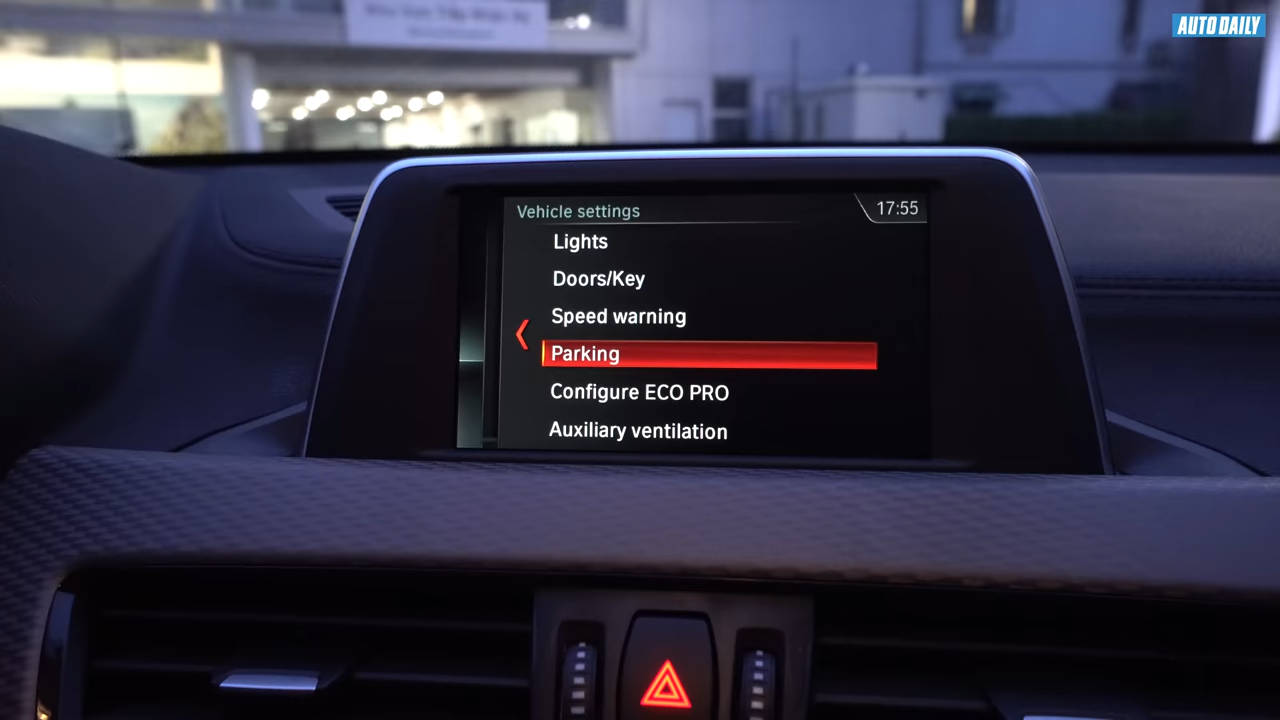 AUTO DAILY
Vehicle settings
17:55
Lights
Doors/Key
Speed warning
Parking
Configure ECO PRO
Auxiliary ventilation